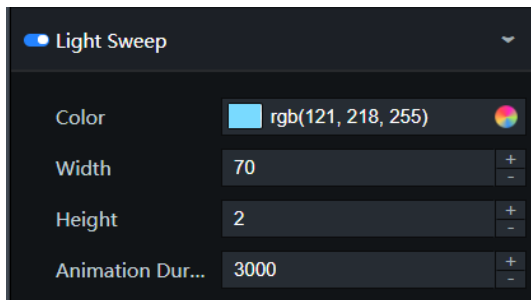 Light Sweep
Color rgb(121, 218, 255)
Width 70 + -
Height 2 + -
Animation Dur... 3000 + -